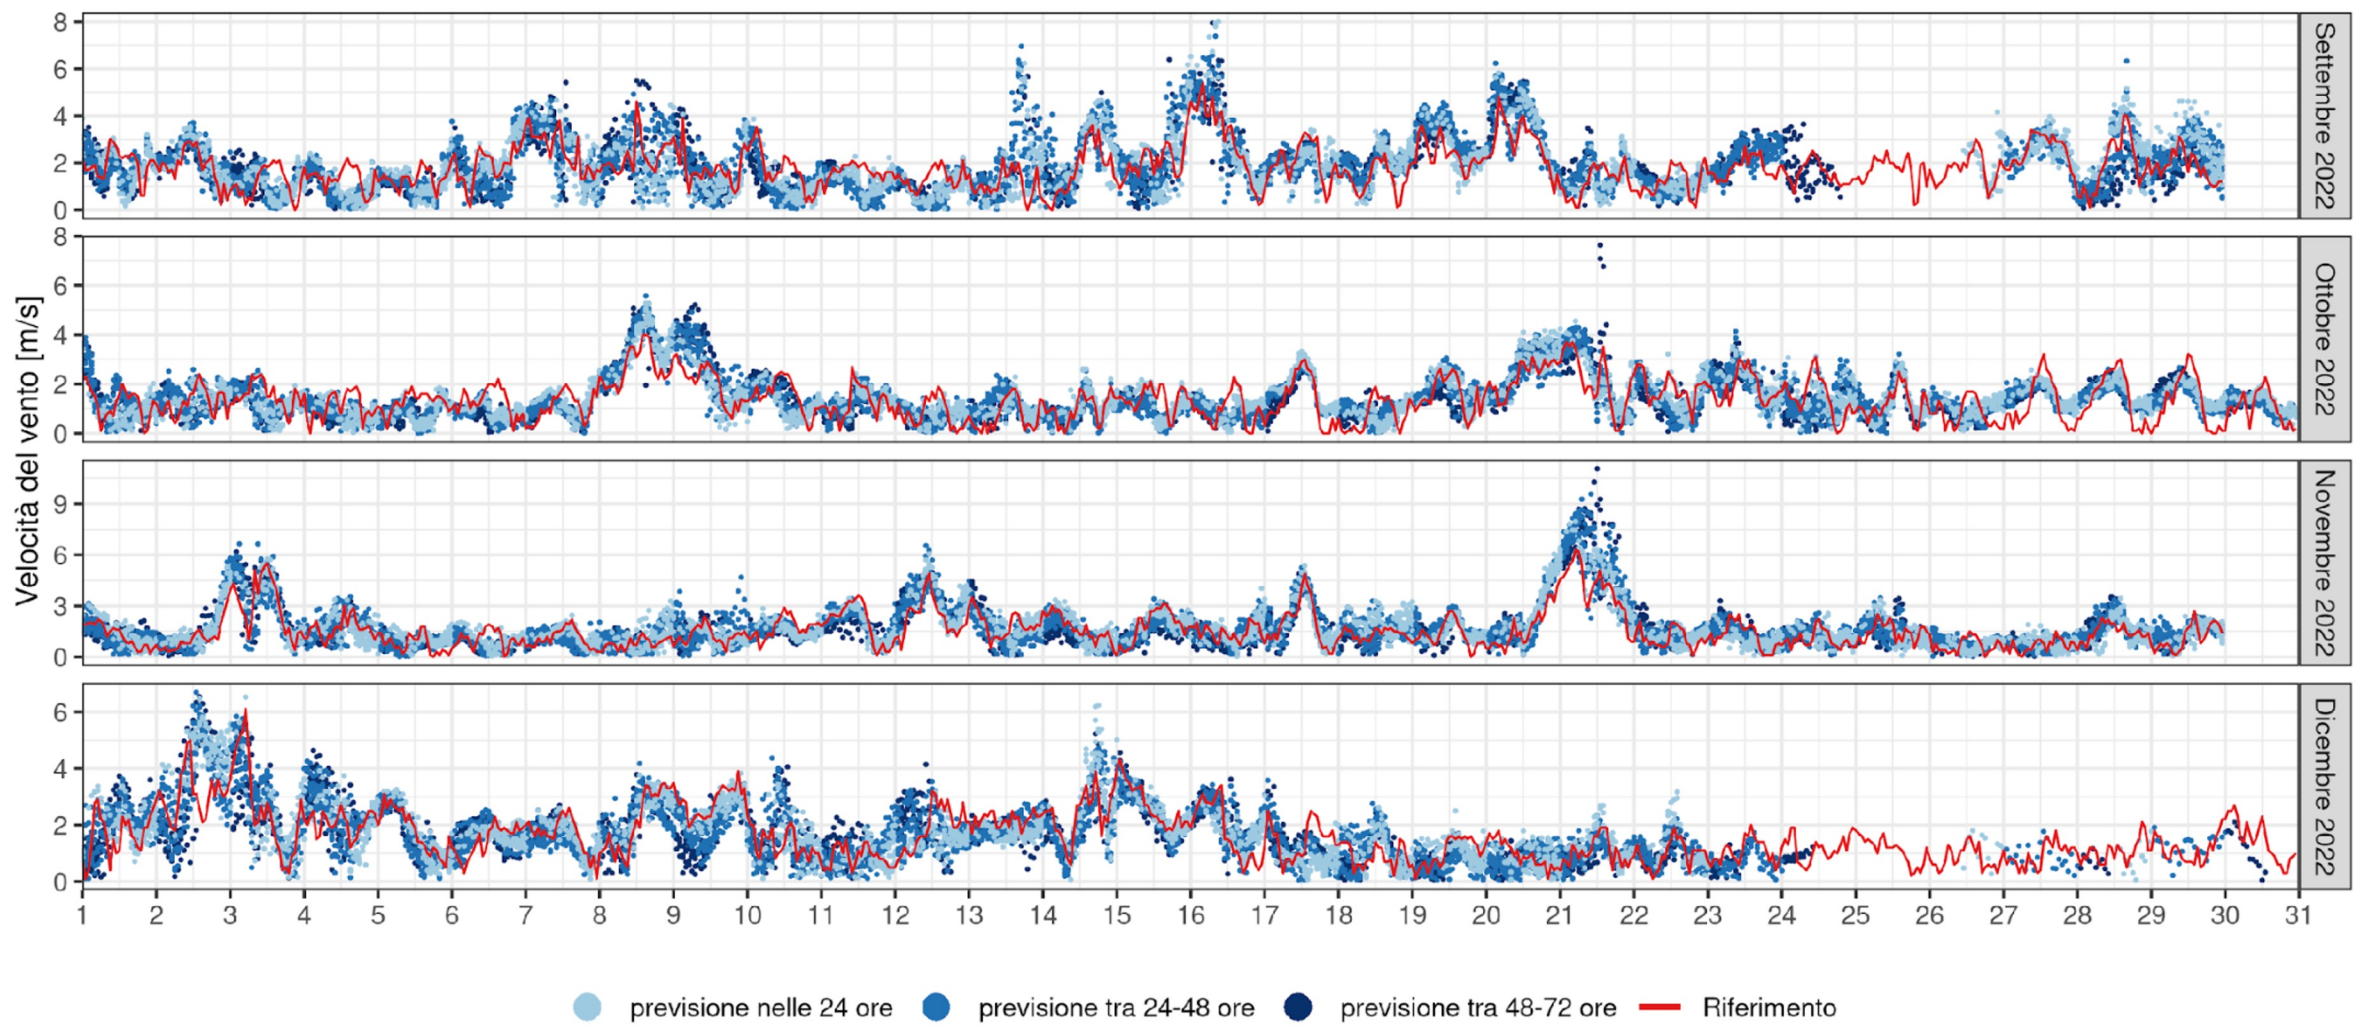 Velocità del vento [m/s]
8
6
4
2
0
Settembre 2022
8
6
4
2
0
Ottobre 2022
9
6
3
0
Novembre 2022
6
4
2
0
Dicembre 2022
1 2 3 4 5 6 7 8 9 10 11 12 13 14 15 16 17 18 19 20 21 22 23 24 25 26 27 28 29 30 31
previsione nelle 24 ore previsione tra 24-48 ore previsione tra 48-72 ore Riferimento